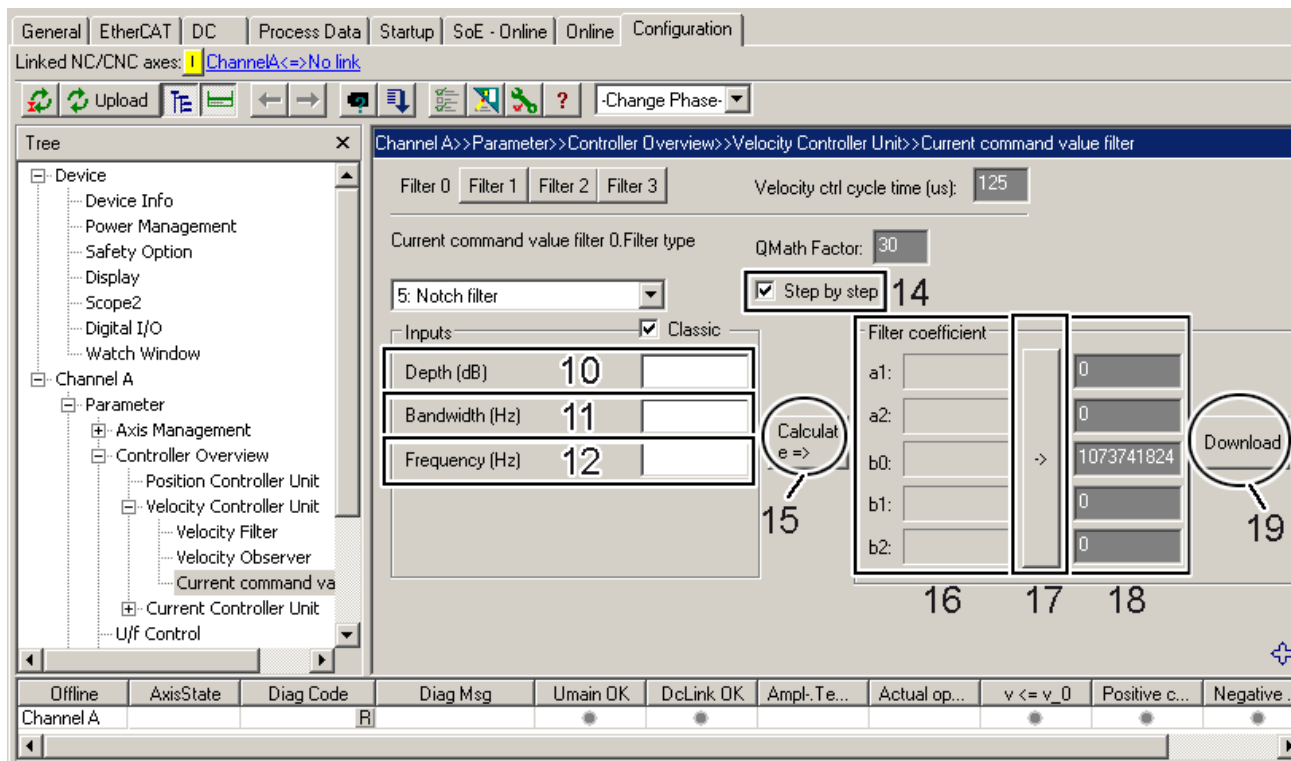 General EtherCAT DC Process Data Startup SoE - Online Online Configuration
Linked NC/CNC axes: ! ChannelA<=>No link
Upload TE ? -Change Phase-
Tree
Device
Device Info
Power Management
Safety Option
Display
Scope2
Digital I/O
Watch Window
Channel A
Parameter
Axis Management
Controller Overview
Position Controller Unit
Velocity Controller Unit
Velocity Filter
Velocity Observer
Current command va
Current Controller Unit
U/f Control
Channel A>>Parameter>>Controller Overview>>Velocity Controller Unit>>Current command value filter
Filter 0 Filter 1 Filter 2 Filter 3 Velocity ctrl cycle time (us): 125
Current command value filter 0.Filter type QMath Factor: 30
5: Notch filter Step by step 14
Inputs Classic
Depth (dB) 10
Bandwidth (Hz) 11
Frequency (Hz) 12
Calculat
e =>
15
Filter coefficient
a1: 0
a2: 0
b0: -> 1073741824
b1: 0
b2: 0
16 17 18
Download
19
Offline AxisState Diag Code Diag Msg Umain OK DcLink OK Ampl-.Te... Actual op... v <= v_0 Positive c... Negative .
Channel A R